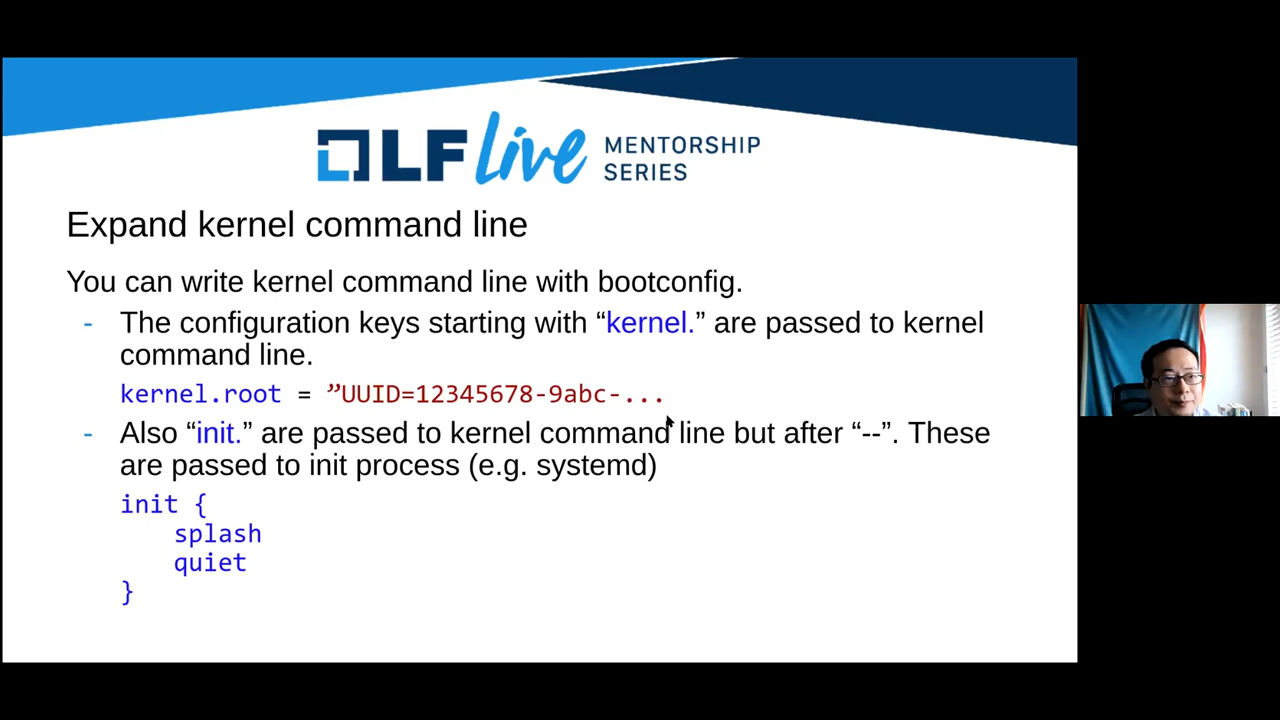 LF Live MENTORSHIP
SERIES
Expand kernel command line
You can write kernel command line with bootconfig.
- The configuration keys starting with “kernel.” are passed to kernel
command line.
kernel.root = ”UUID=12345678-9abc-...
- Also “init.” are passed to kernel command line but after “--”. These
are passed to init process (e.g. systemd)
init {
splash
quiet
}